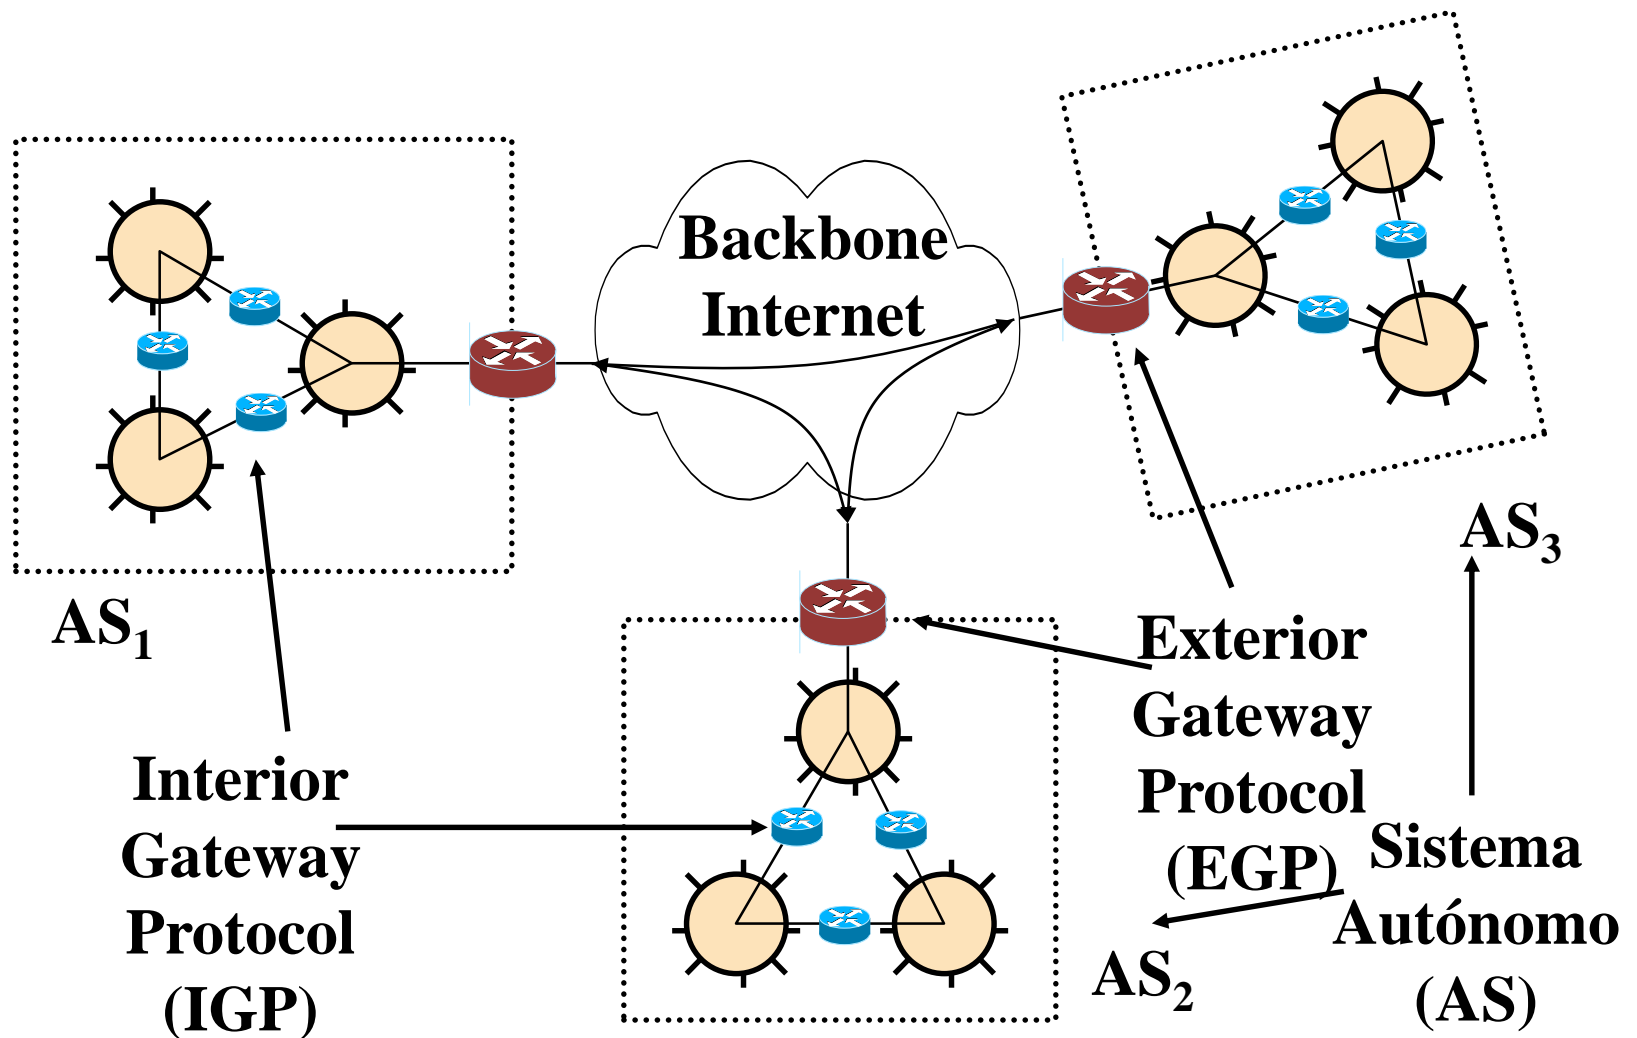 Backbone
Internet
AS₁
AS₃
Interior
Gateway
Protocol
(IGP)
Exterior
Gateway
Protocol
(EGP)
AS₂
Sistema
Autónomo
(AS)